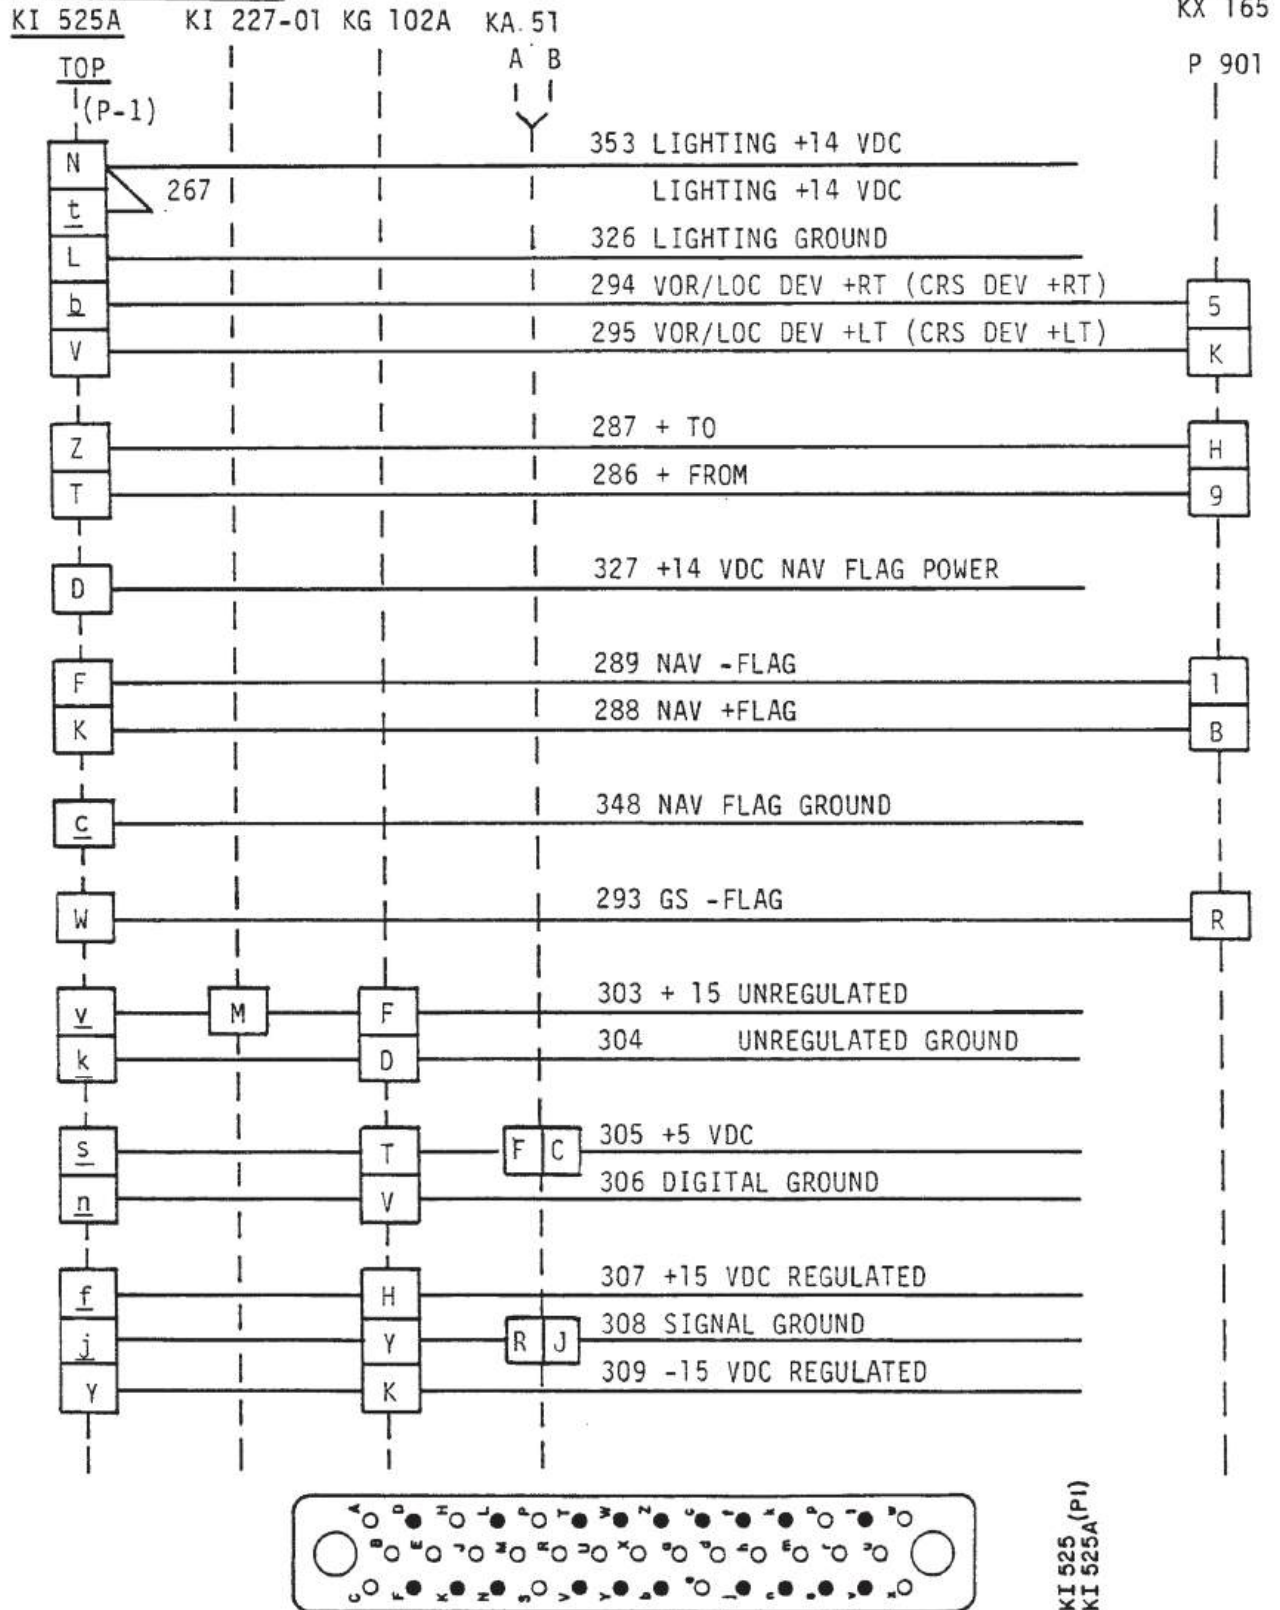 KI 525A KI 227-01 KG 102A KA 51 KX 165
TOP A B P 901
(P-1)
N 353 LIGHTING +14 VDC
t 267 LIGHTING +14 VDC
L 326 LIGHTING GROUND
b 294 VOR/LOC DEV +RT (CRS DEV +RT) 5
V 295 VOR/LOC DEV +LT (CRS DEV +LT) K
Z 287 + TO H
T 286 + FROM 9
D 327 +14 VDC NAV FLAG POWER
F 289 NAV -FLAG 1
K 288 NAV +FLAG B
c 348 NAV FLAG GROUND
W 293 GS -FLAG R
v M F 303 + 15 UNREGULATED
k D 304 UNREGULATED GROUND
s T F C 305 +5 VDC
n V 306 DIGITAL GROUND
f H 307 +15 VDC REGULATED
j Y R J 308 SIGNAL GROUND
Y K 309 -15 VDC REGULATED
A D H L P T W Z c f k p t w
B E J M R U X a d h m r u
C F K N S V Y b e j n s v x
KI 525
KI 525A (P1)